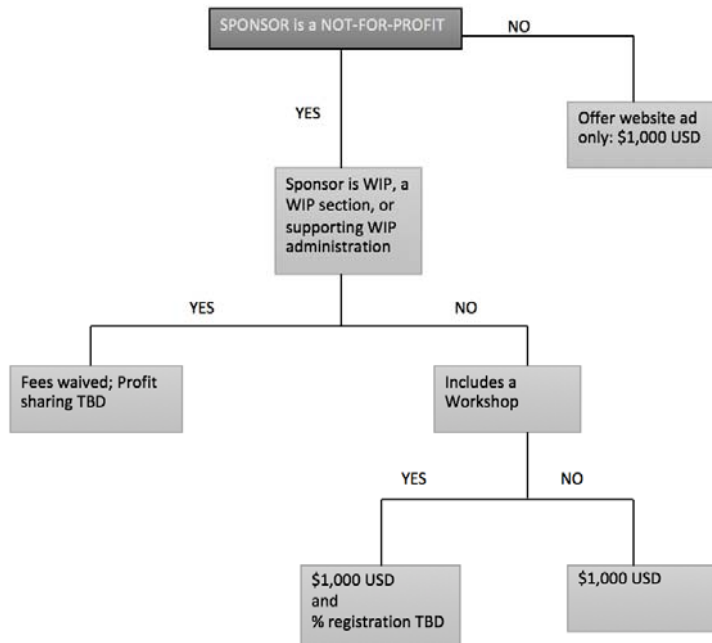 SPONSOR is a NOT-FOR-PROFIT
NO
YES
Offer website ad
only: $1,000 USD
Sponsor is WIP, a
WIP section, or
supporting WIP
administration
YES
NO
Fees waived; Profit
sharing TBD
Includes a
Workshop
YES
NO
$1,000 USD
and
% registration TBD
$1,000 USD